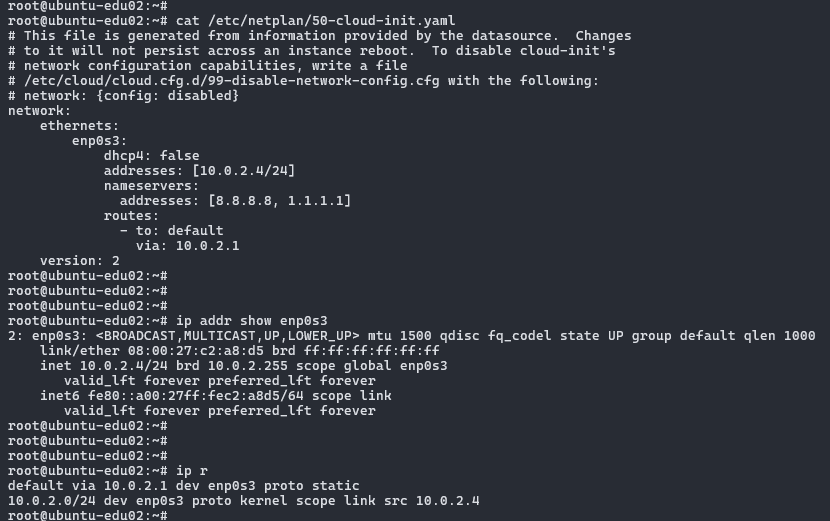 root@ubuntu-edu02:~#
root@ubuntu-edu02:~# cat /etc/netplan/50-cloud-init.yaml
# This file is generated from information provided by the datasource.  Changes
# to it will not persist across an instance reboot.  To disable cloud-init's
# network configuration capabilities, write a file
# /etc/cloud/cloud.cfg.d/99-disable-network-config.cfg with the following:
# network: {config: disabled}
network:
    ethernets:
        enp0s3:
            dhcp4: false
            addresses: [10.0.2.4/24]
            nameservers:
              addresses: [8.8.8.8, 1.1.1.1]
            routes:
              - to: default
                via: 10.0.2.1
    version: 2
root@ubuntu-edu02:~#
root@ubuntu-edu02:~#
root@ubuntu-edu02:~#
root@ubuntu-edu02:~# ip addr show enp0s3
2: enp0s3: <BROADCAST,MULTICAST,UP,LOWER_UP> mtu 1500 qdisc fq_codel state UP group default qlen 1000
    link/ether 08:00:27:c2:a8:d5 brd ff:ff:ff:ff:ff:ff
    inet 10.0.2.4/24 brd 10.0.2.255 scope global enp0s3
       valid_lft forever preferred_lft forever
    inet6 fe80::a00:27ff:fec2:a8d5/64 scope link
       valid_lft forever preferred_lft forever
root@ubuntu-edu02:~#
root@ubuntu-edu02:~#
root@ubuntu-edu02:~#
root@ubuntu-edu02:~# ip r
default via 10.0.2.1 dev enp0s3 proto static
10.0.2.0/24 dev enp0s3 proto kernel scope link src 10.0.2.4
root@ubuntu-edu02:~#